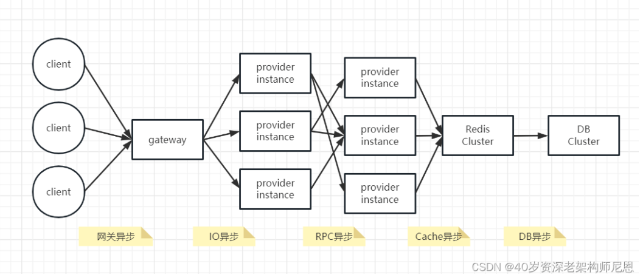 client
client
client
gateway
provider
instance
provider
instance
provider
instance
provider
instance
provider
instance
provider
instance
Redis
Cluster
DB
Cluster
网关异步
IO异步
RPC异步
Cache异步
DB异步
CSDN @40岁资深老架构师尼恩